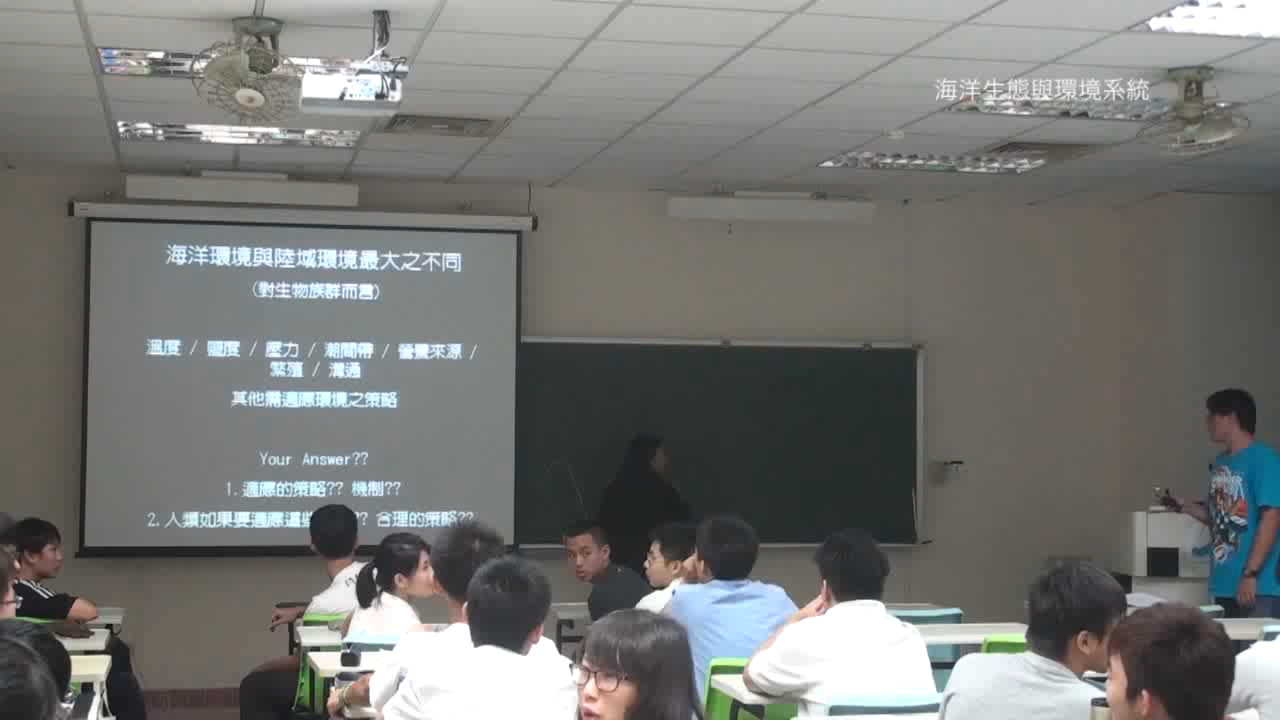 海洋生態與環境系統
海洋環境與陸域環境最大之不同
(對生物族群而言)
溫度 / 鹽度 / 壓力 / 潮間帶 / 營養來源 /
繁殖 / 溝通
其他需適應環境之策略
Your Answer??
1.適應的策略?? 機制??
2.人類如果要適應這些?? 合理的策略??